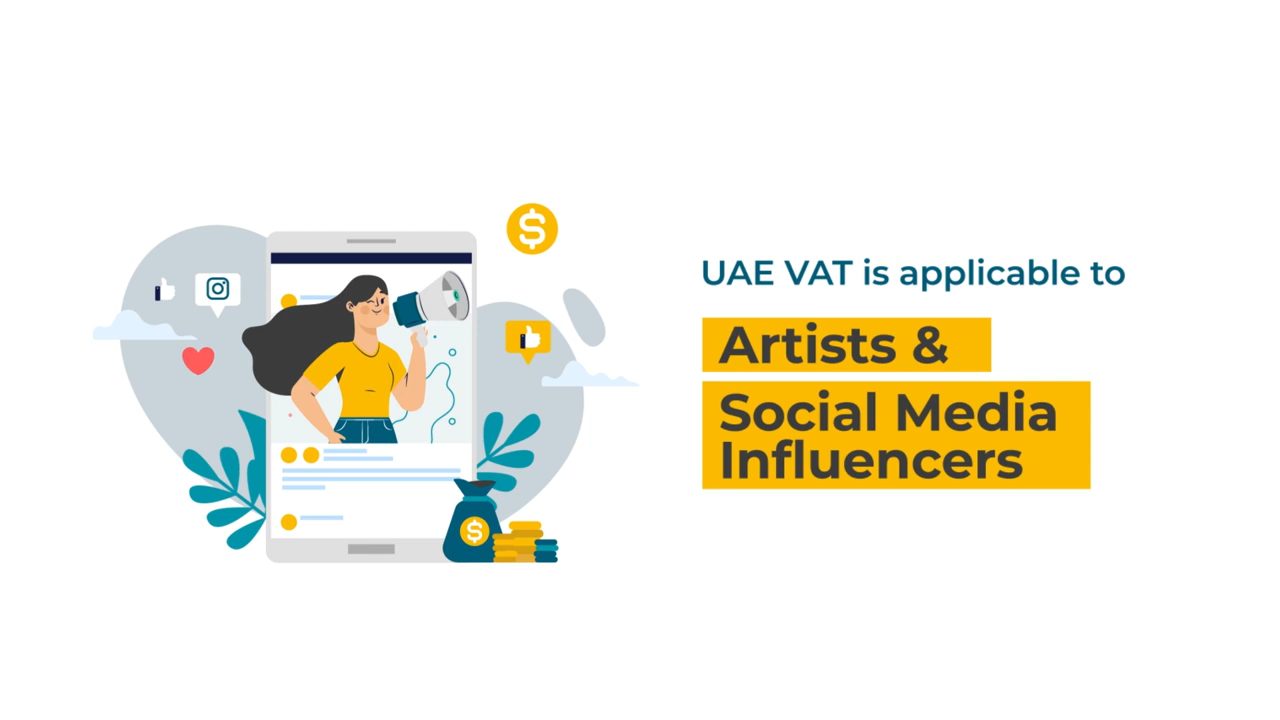 UAE VAT is applicable to
Artists &
Social Media
Influencers